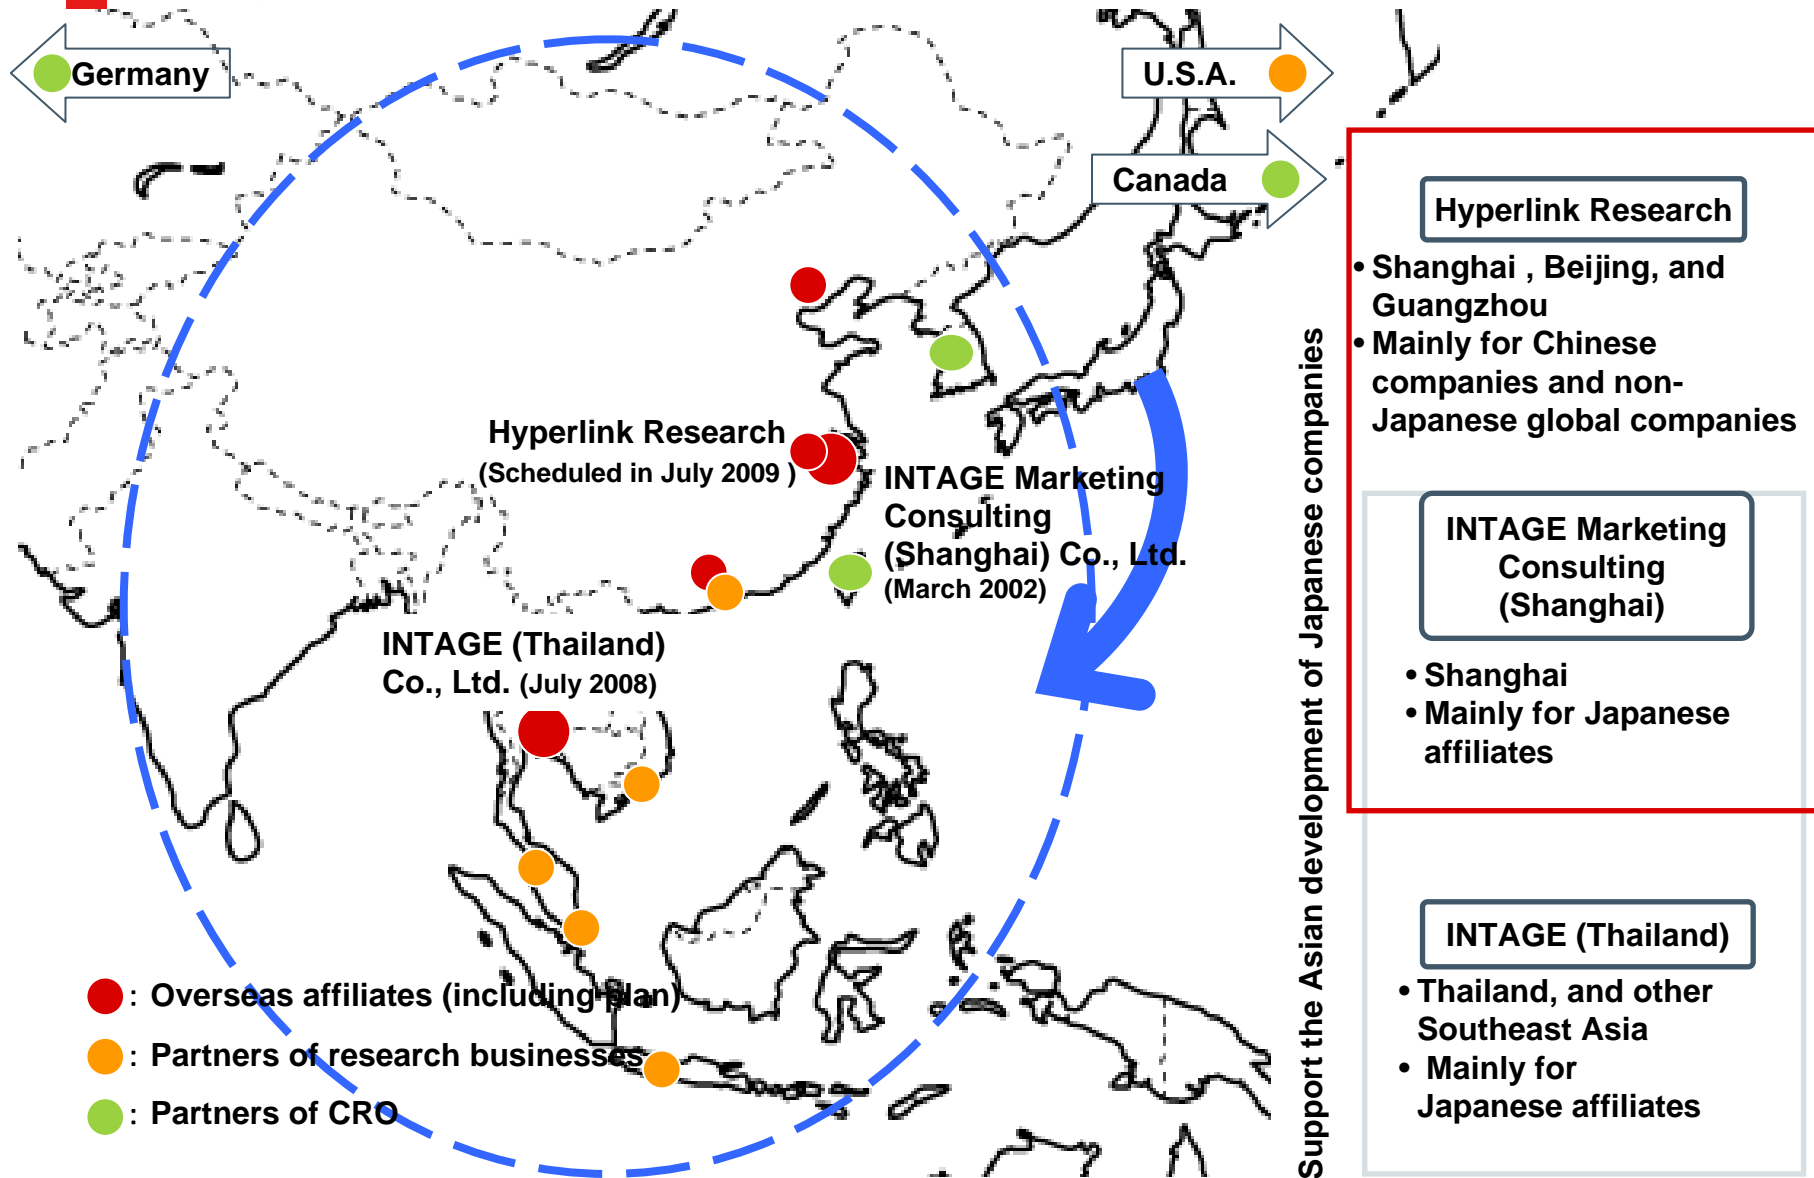 Germany
U.S.A.
Canada
Hyperlink Research
(Scheduled in July 2009 )
INTAGE Marketing
Consulting
(Shanghai) Co., Ltd.
(March 2002)
INTAGE (Thailand)
Co., Ltd. (July 2008)
: Overseas affiliates (including plan)
: Partners of research businesses
: Partners of CRO
Support the Asian development of Japanese companies
Hyperlink Research
• Shanghai , Beijing, and
Guangzhou
• Mainly for Chinese
companies and non-
Japanese global companies
INTAGE Marketing
Consulting
(Shanghai)
• Shanghai
• Mainly for Japanese
affiliates
INTAGE (Thailand)
• Thailand, and other
Southeast Asia
• Mainly for
Japanese affiliates